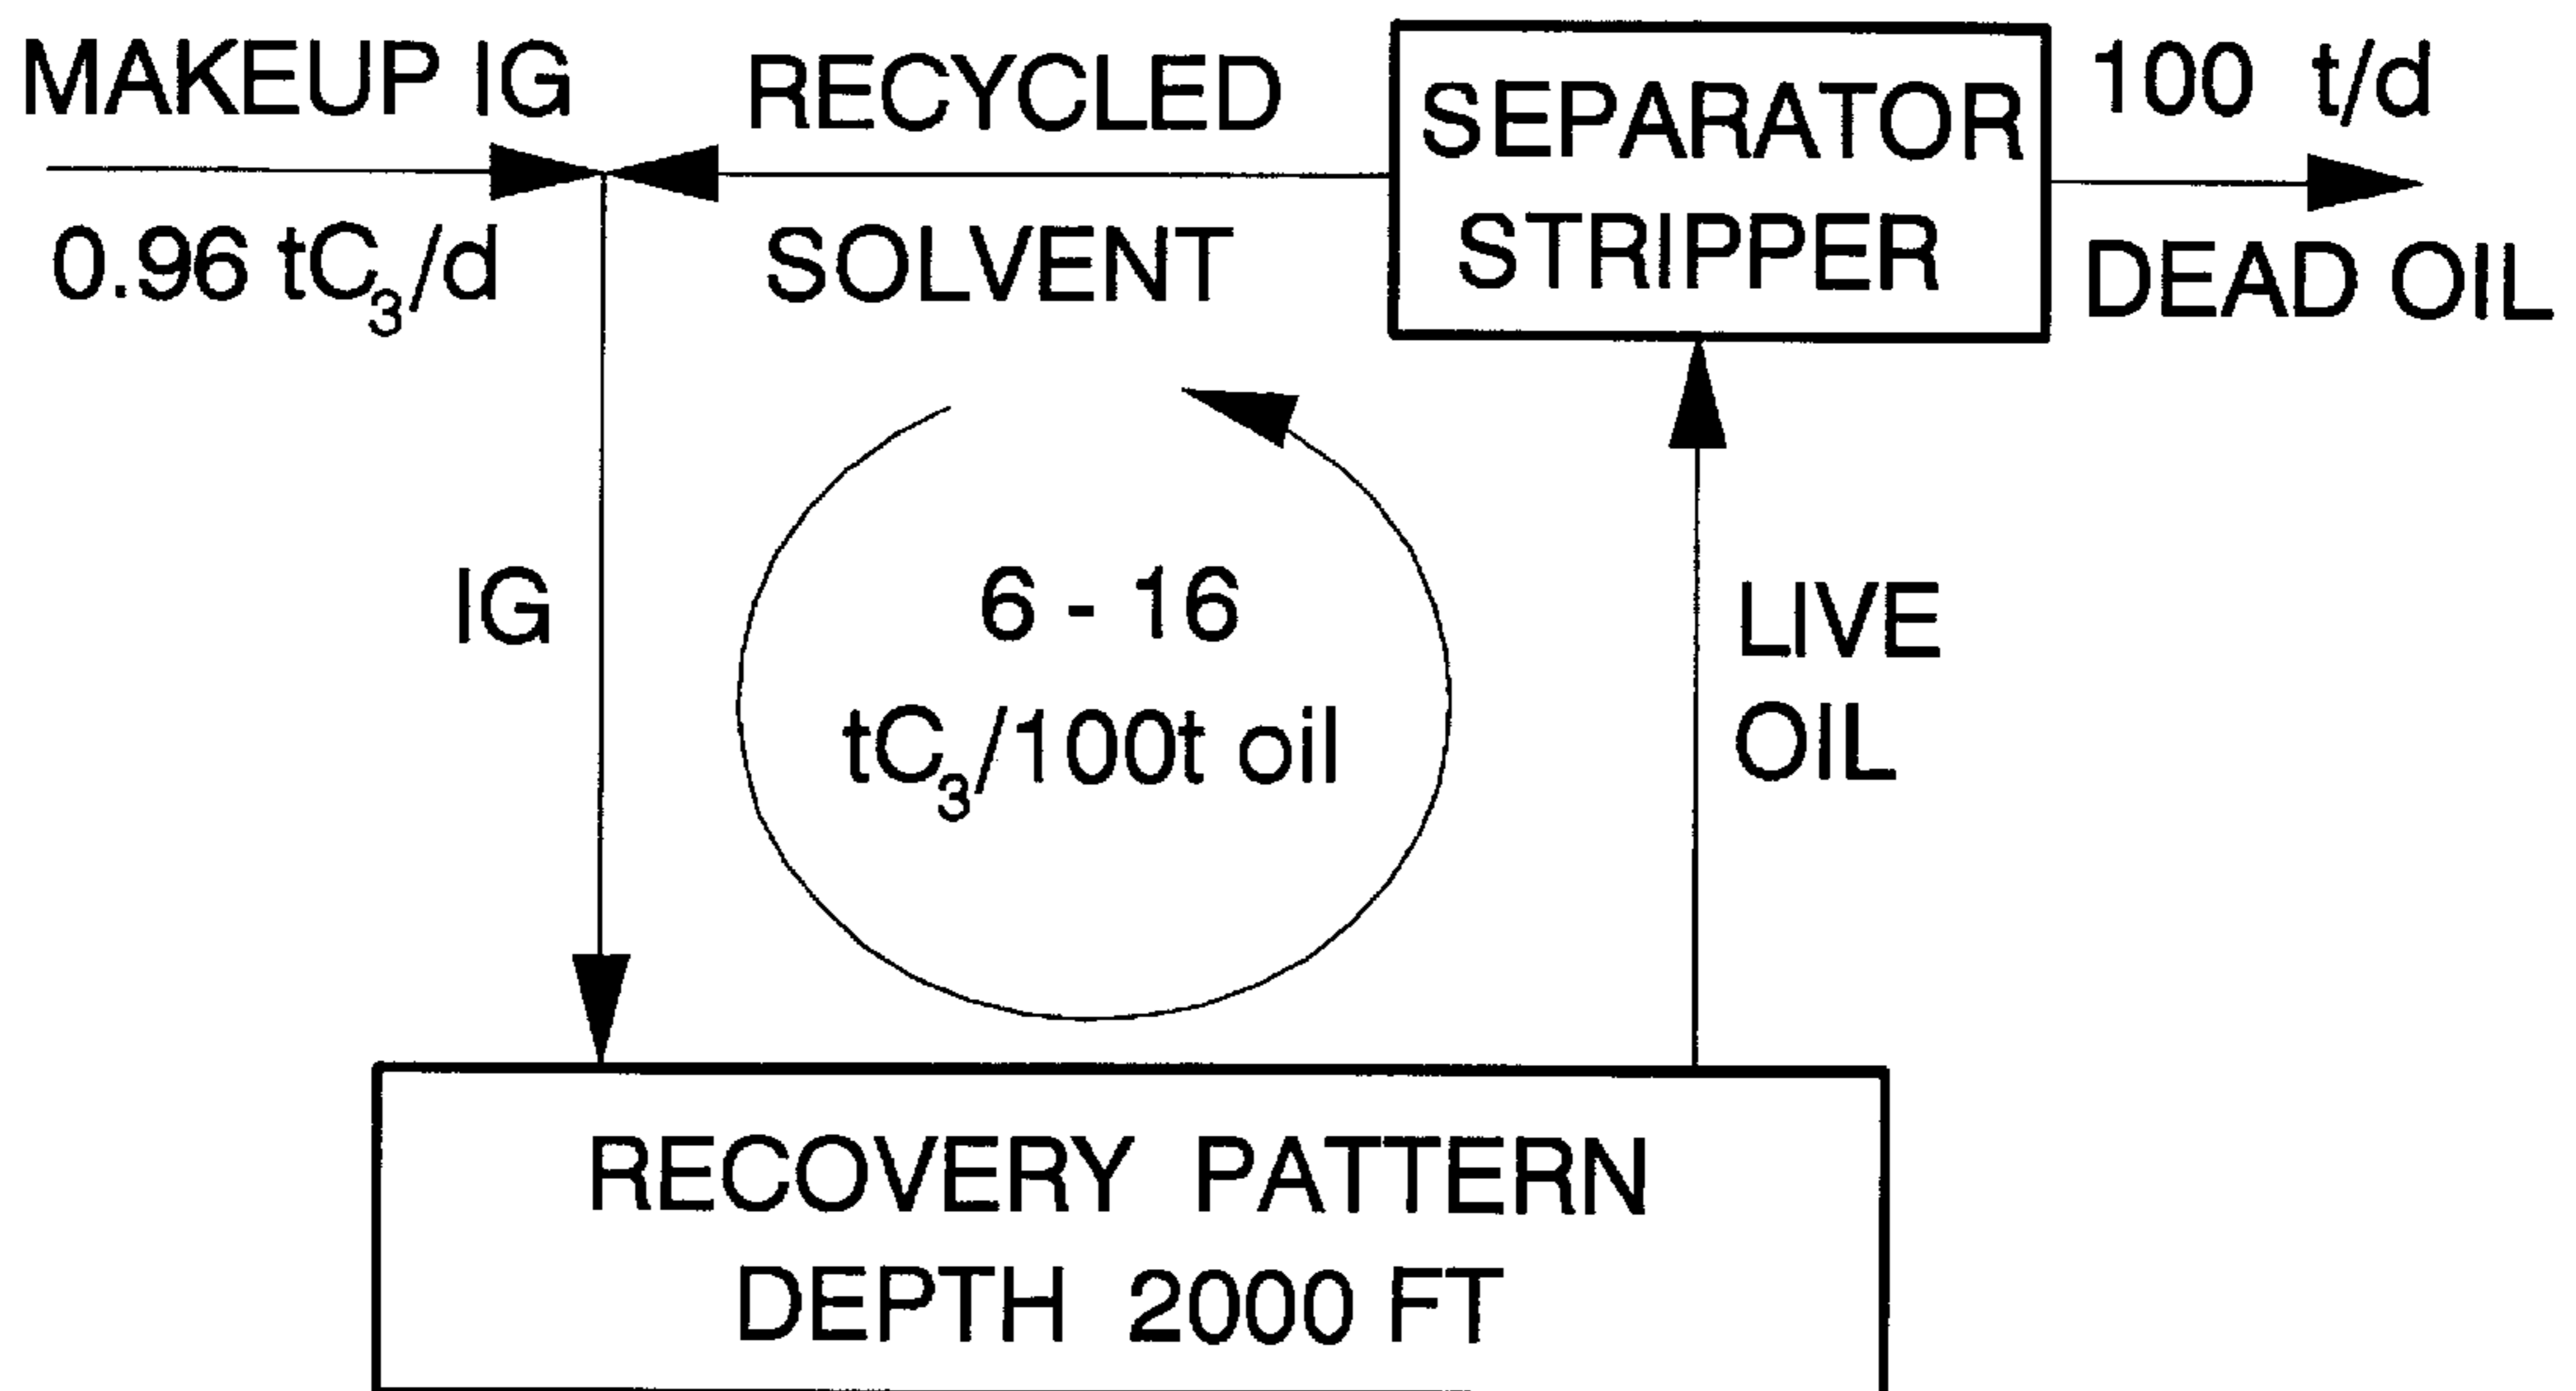 MAKEUP IG
0.96 tC₃/d
RECYCLED
SOLVENT
SEPARATOR
STRIPPER
100 t/d
DEAD OIL
IG
6 - 16
tC₃/100t oil
LIVE
OIL
RECOVERY PATTERN
DEPTH 2000 FT